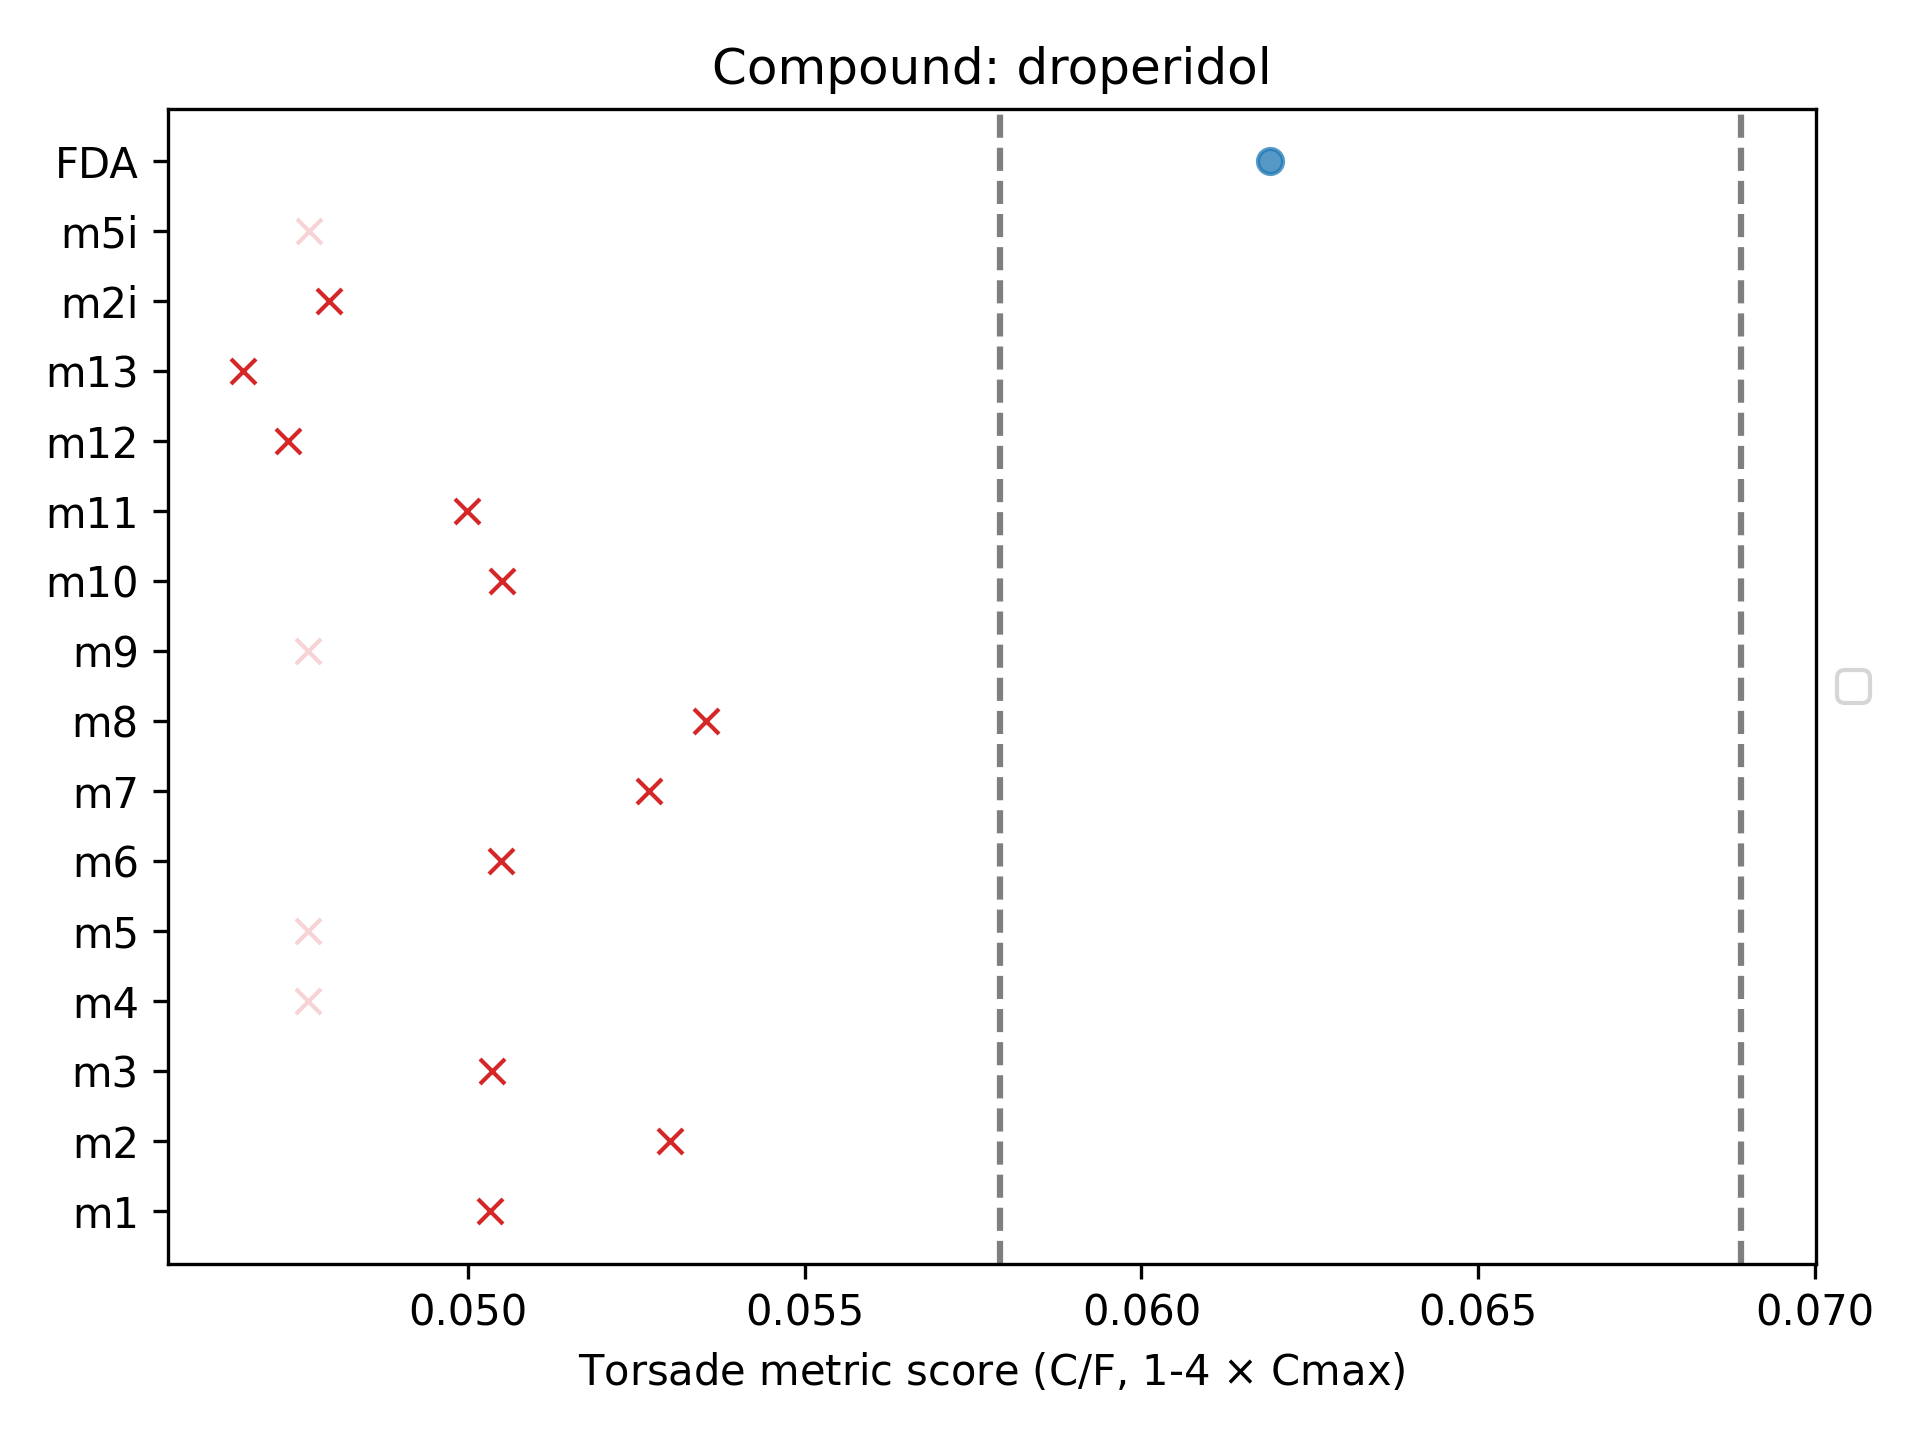 Compound: droperidol
FDA
m5i
m2i
m13
m12
m11
m10
m9
m8
m7
m6
m5
m4
m3
m2
m1
0.050 0.055 0.060 0.065 0.070
Torsade metric score (C/F, 1-4 × Cmax)